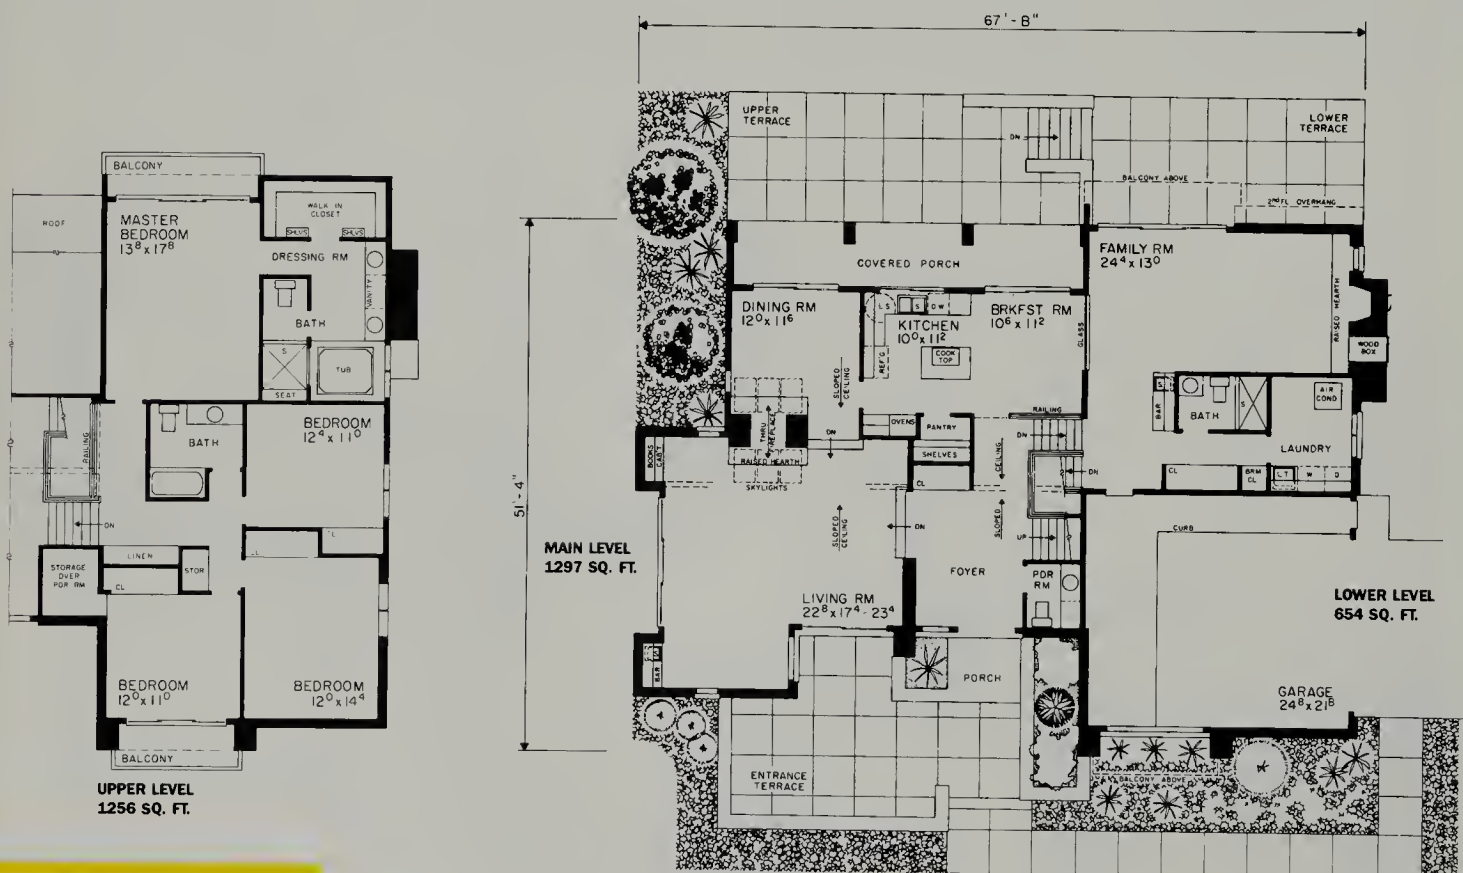 67'-8"
UPPER
TERRACE
DN
LOWER
TERRACE
BALCONY ABOVE
2ND FL OVERHANG
COVERED PORCH
FAMILY RM
24⁴ x 13⁰
RAISED HEARTH
WOOD
BOX
DINING RM
12⁰ x 11⁶
LS
S
DW
KITCHEN
10⁰ x 11²
BRKFST RM
10⁶ x 11²
GLASS
REF'G
COOK
TOP
SLOPED
CEILING
THRU
FIREPLACE
DN
OVENS
PANTRY
RAILING
DN
SHELVES
CL
DN
CEILING
SLOPED
UP
S
BAR
BATH
S
AIR
COND
LAUNDRY
CL
BRM
CL
LT
W
D
BOOKS
CAB'T
RAISED HEARTH
SKYLIGHTS
SLOPED
CEILING
DN
51'-4"
MAIN LEVEL
1297 SQ. FT.
FOYER
PDR
RM
LIVING RM
22⁸ x 17⁴ - 23⁴
BAR
PORCH
CURB
LOWER LEVEL
654 SQ. FT.
GARAGE
24⁸ x 21⁸
ENTRANCE
TERRACE
BALCONY ABOVE
BALCONY
ROOF
MASTER
BEDROOM
13⁸ x 17⁸
WALK IN
CLOSET
SHLVS
SHLVS
DRESSING RM
VANITY
BATH
S
SEAT
TUB
RAILING
BATH
BEDROOM
12⁴ x 11⁰
DN
LINEN
STORAGE
OVER
PDR RM
CL
STOR
CL
CL
BEDROOM
12⁰ x 11⁰
BEDROOM
12⁰ x 14⁴
BALCONY
UPPER LEVEL
1256 SQ. FT.